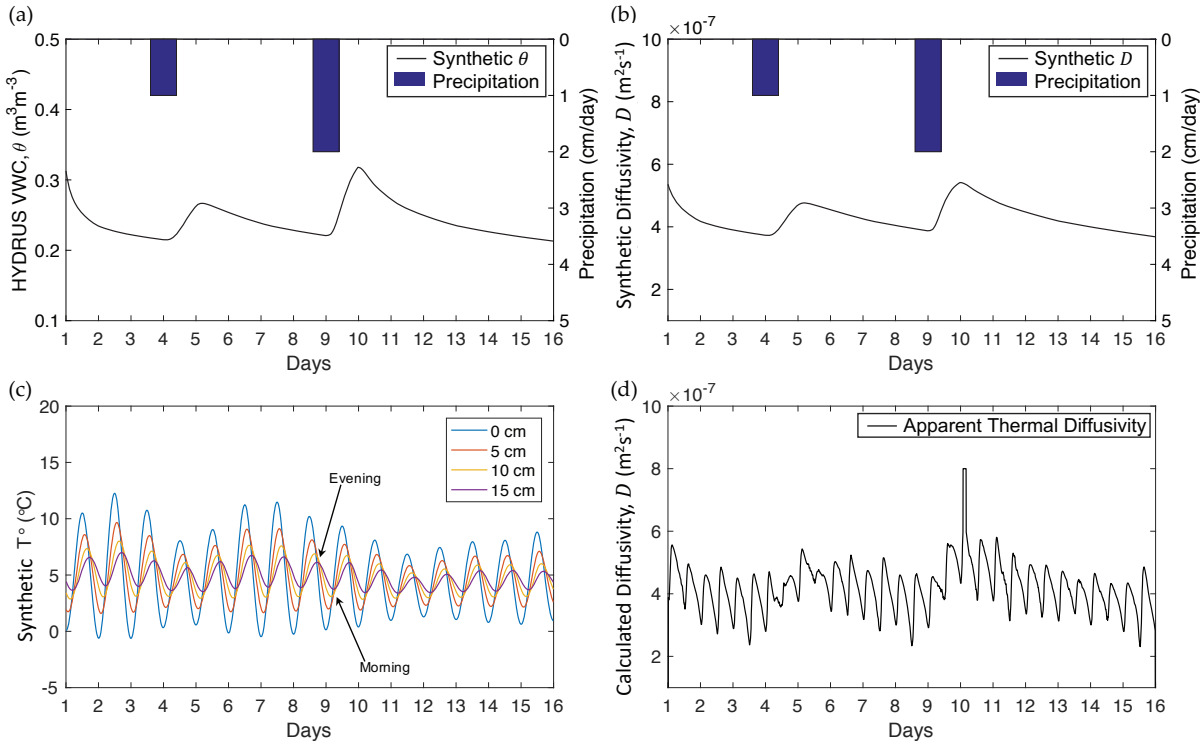 (a)
0.5
0.4
0.3
0.2
0.1
HYDRUS VWC, θ (m³m⁻³)
Synthetic θ
Precipitation
0
1
2
3
4
5
Precipitation (cm/day)
1 2 3 4 5 6 7 8 9 10 11 12 13 14 15 16
Days
(b)
×10⁻⁷
10
8
6
4
2
Synthetic Diffusivity, D (m²s⁻¹)
Synthetic D
Precipitation
0
1
2
3
4
5
Precipitation (cm/day)
1 2 3 4 5 6 7 8 9 10 11 12 13 14 15 16
Days
(c)
20
15
10
5
0
-5
Synthetic T° (°C)
0 cm
5 cm
10 cm
15 cm
Evening
Morning
1 2 3 4 5 6 7 8 9 10 11 12 13 14 15 16
Days
(d)
×10⁻⁷
10
8
6
4
2
Calculated Diffusivity, D (m²s⁻¹)
Apparent Thermal Diffusivity
1 2 3 4 5 6 7 8 9 10 11 12 13 14 15 16
Days